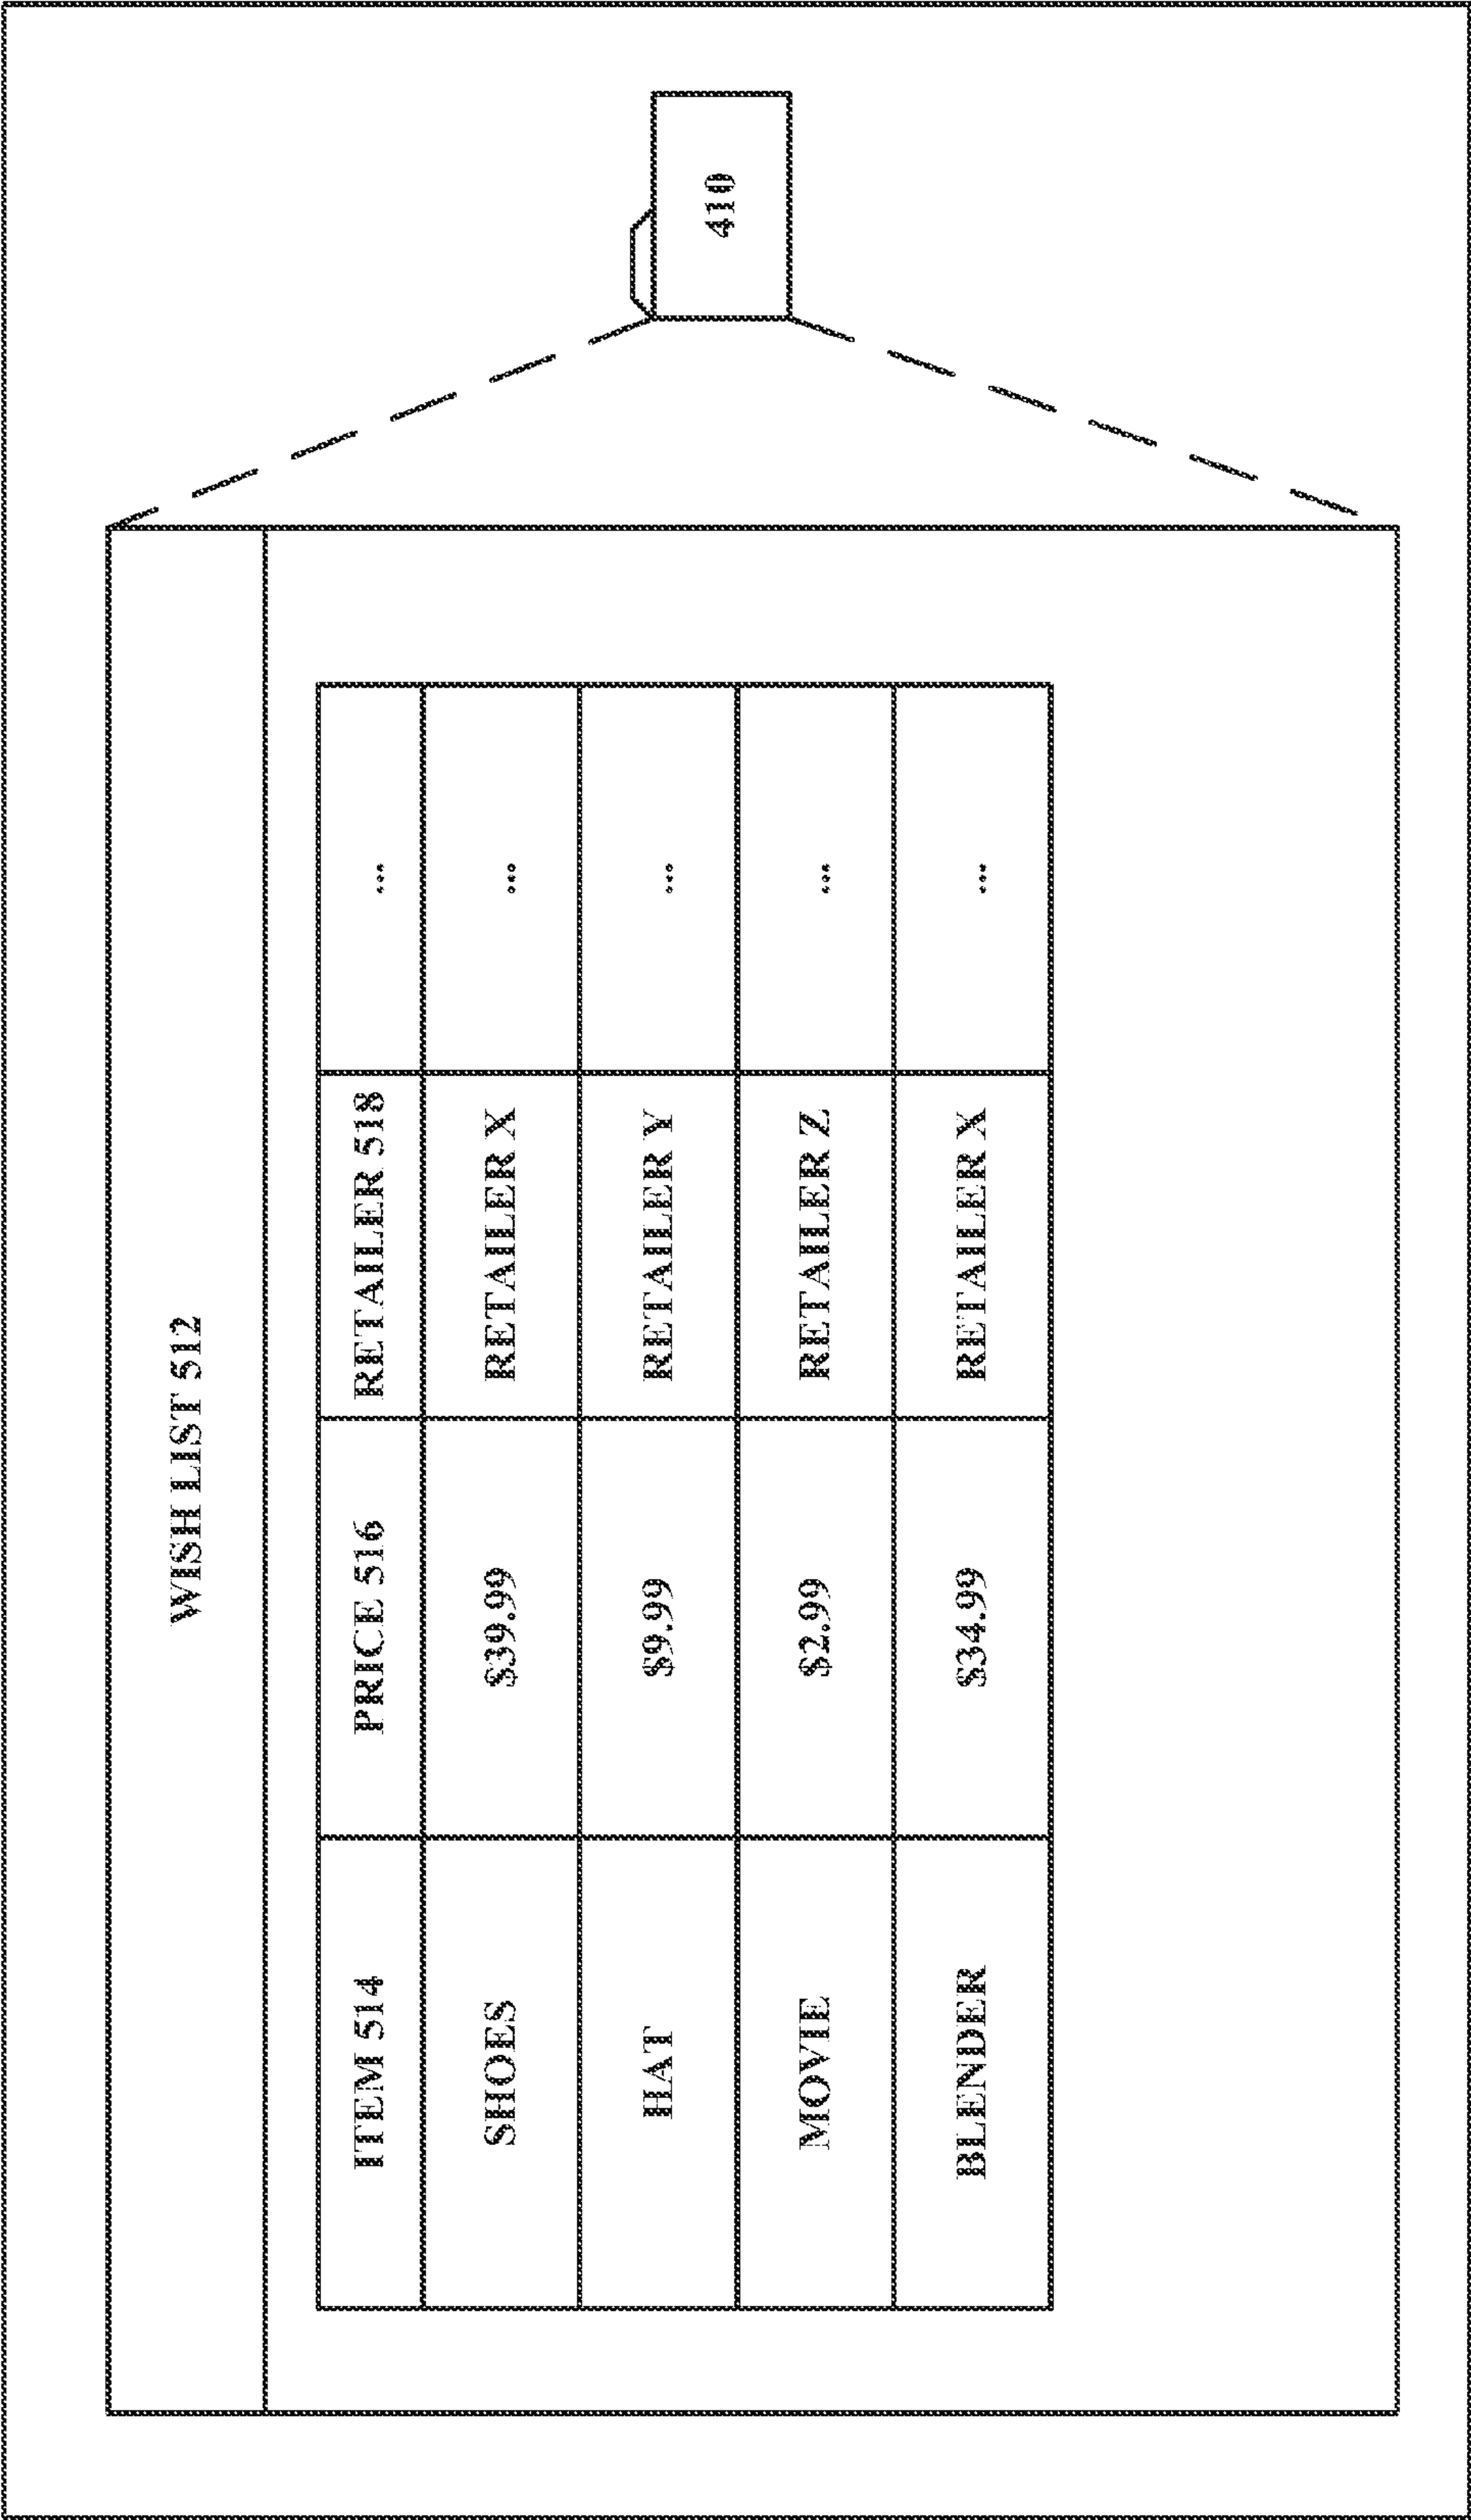 WISH LIST 512
ITEM 514 PRICE 516 RETAILER 518 ...
SHOES $39.99 RETAILER X ...
HAT $9.99 RETAILER Y ...
MOVIE $2.99 RETAILER Z ...
BLENDER $34.99 RETAILER X ...
410